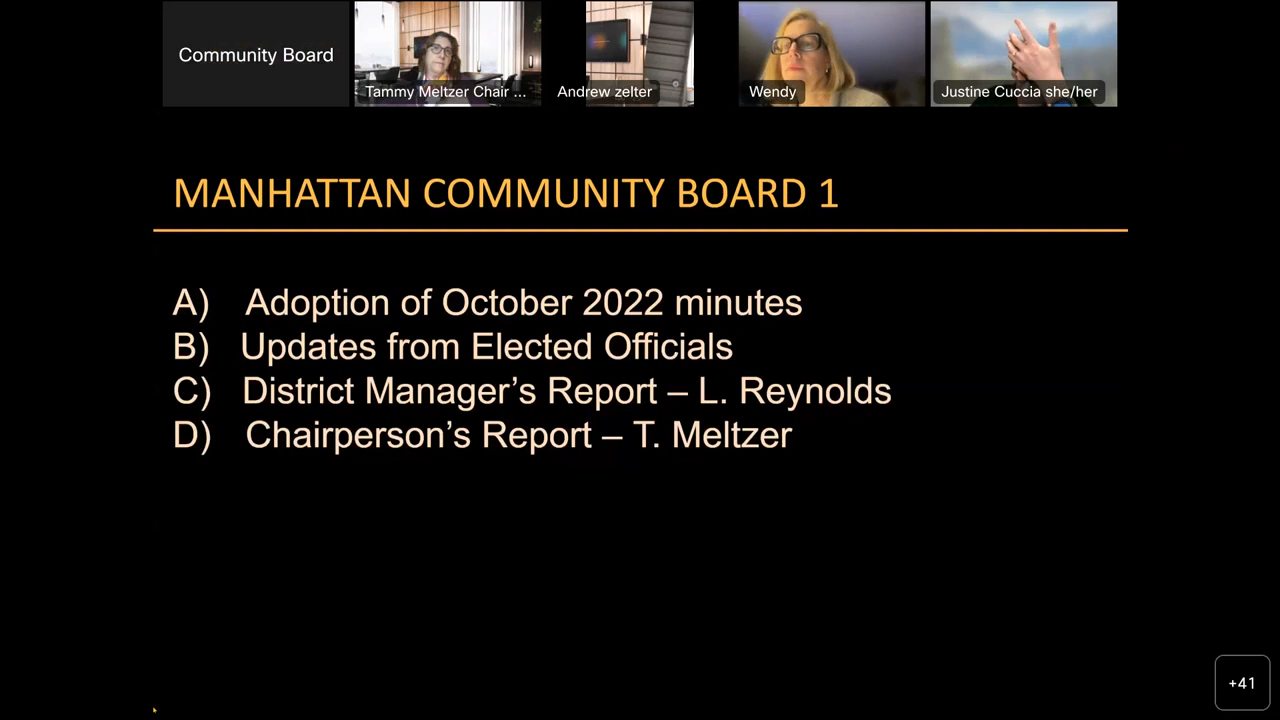 Community Board
Tammy Meltzer Chair ...
Andrew zelter
Wendy
Justine Cuccia she/her
MANHATTAN COMMUNITY BOARD 1
A) Adoption of October 2022 minutes
B) Updates from Elected Officials
C) District Manager’s Report – L. Reynolds
D) Chairperson’s Report – T. Meltzer
+41